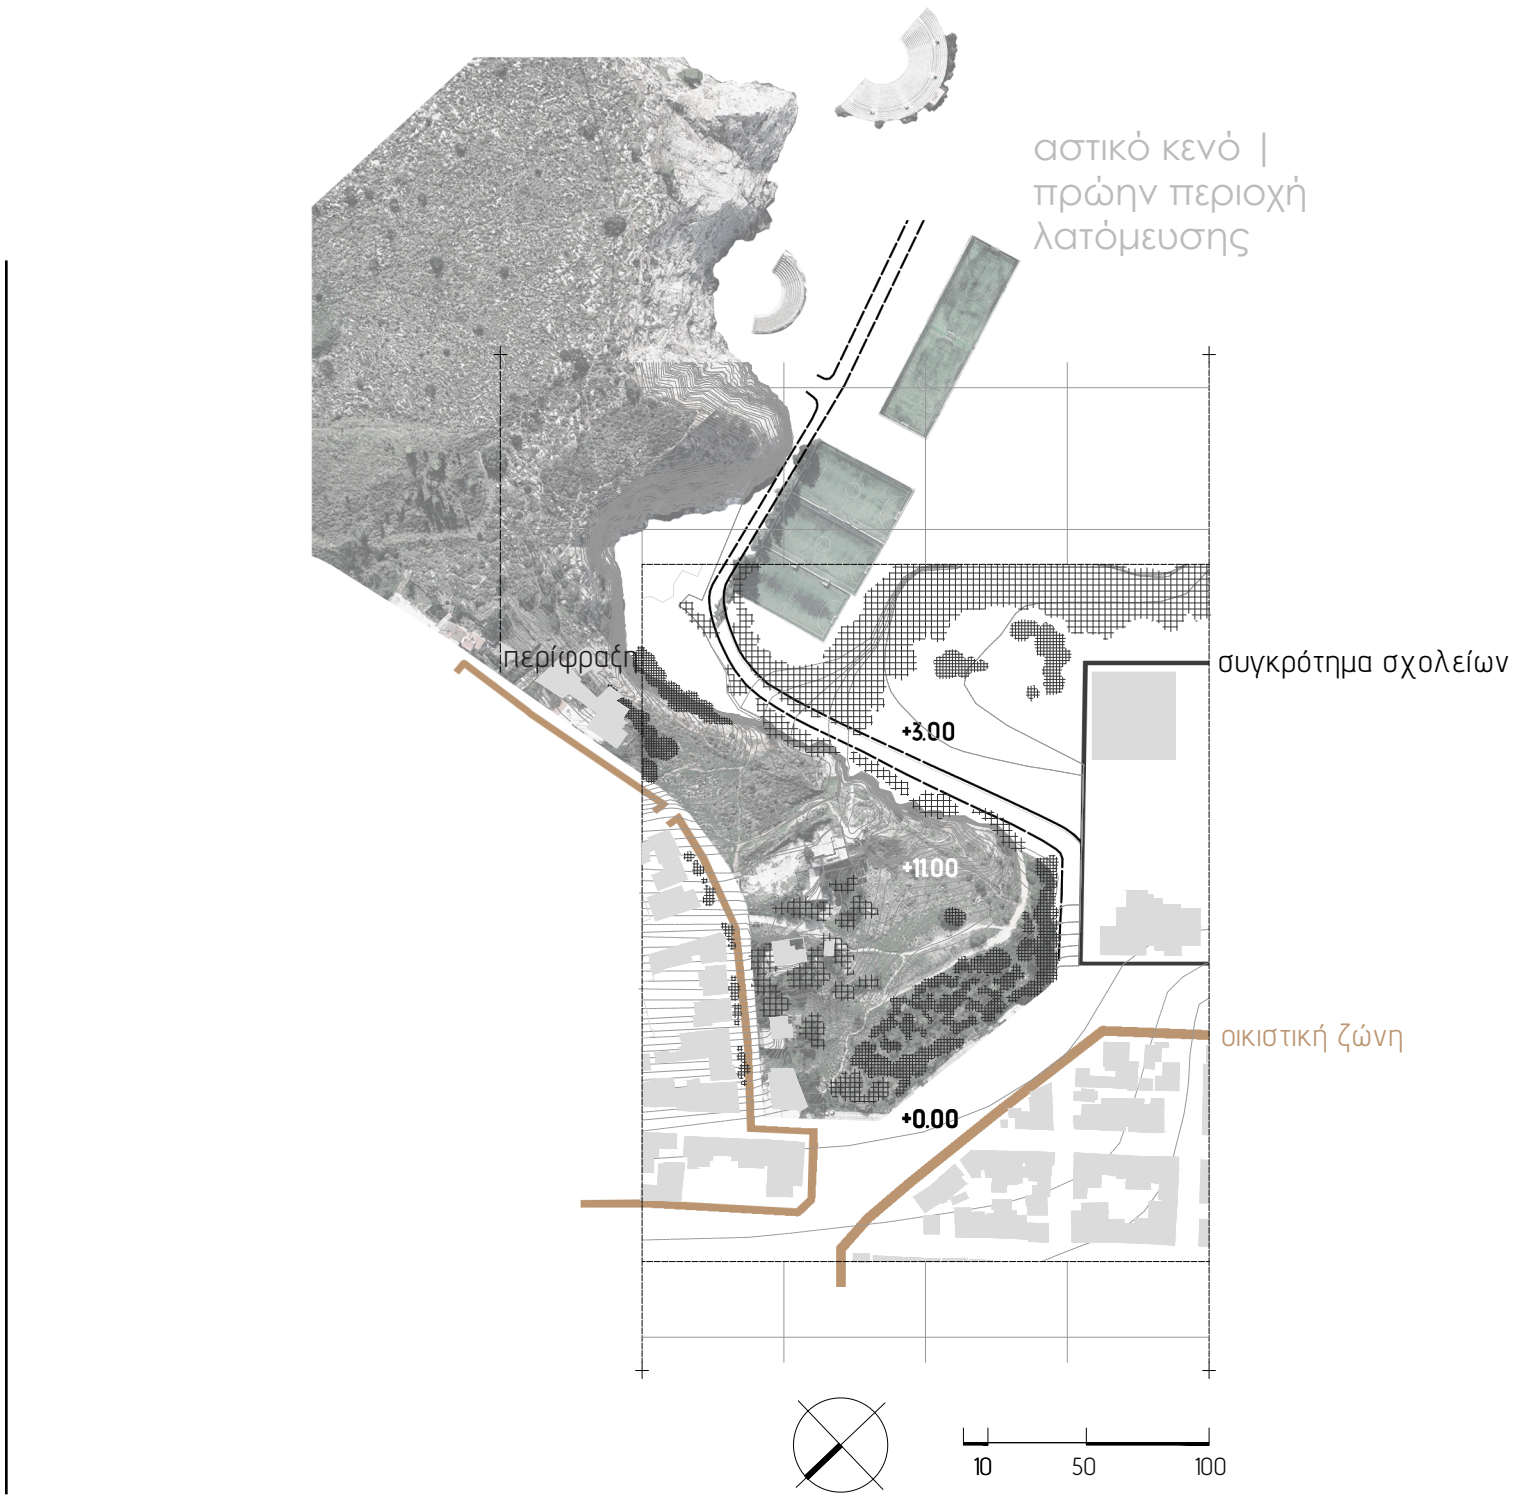 αστικό κενό |
πρώην περιοχή
λατόμευσης
περίφραξη
συγκρότημα σχολείων
+3.00
+11.00
οικιστική ζώνη
+0.00
10 50 100